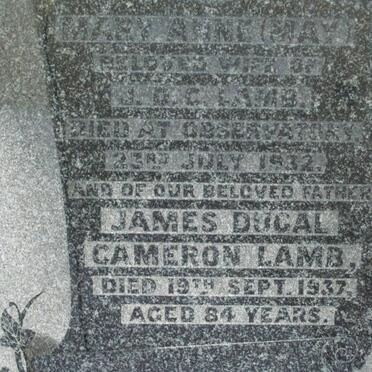 MARY ANNE (MAY)
BELOVED WIFE OF
J. D. C. LAMB.
DIED AT OBSERVATORY
23RD JULY 1932.
AND OF OUR BELOVED FATHER
JAMES DUGAL
CAMERON LAMB,
DIED 19TH SEPT. 1937.
AGED 84 YEARS.